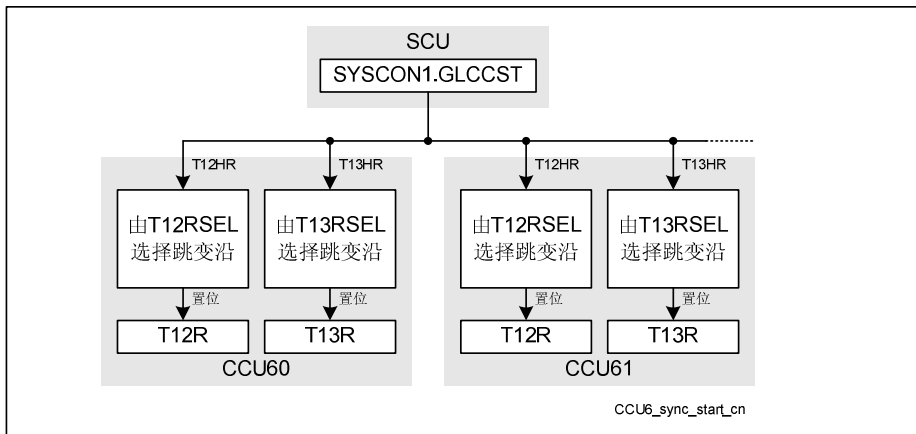 SCU
SYSCON1.GLCCST
T12HR
T13HR
T12HR
T13HR
由T12RSEL
选择跳变沿
由T13RSEL
选择跳变沿
由T12RSEL
选择跳变沿
由T13RSEL
选择跳变沿
置位
置位
置位
置位
T12R
T13R
T12R
T13R
CCU60
CCU61
CCU6_sync_start_cn